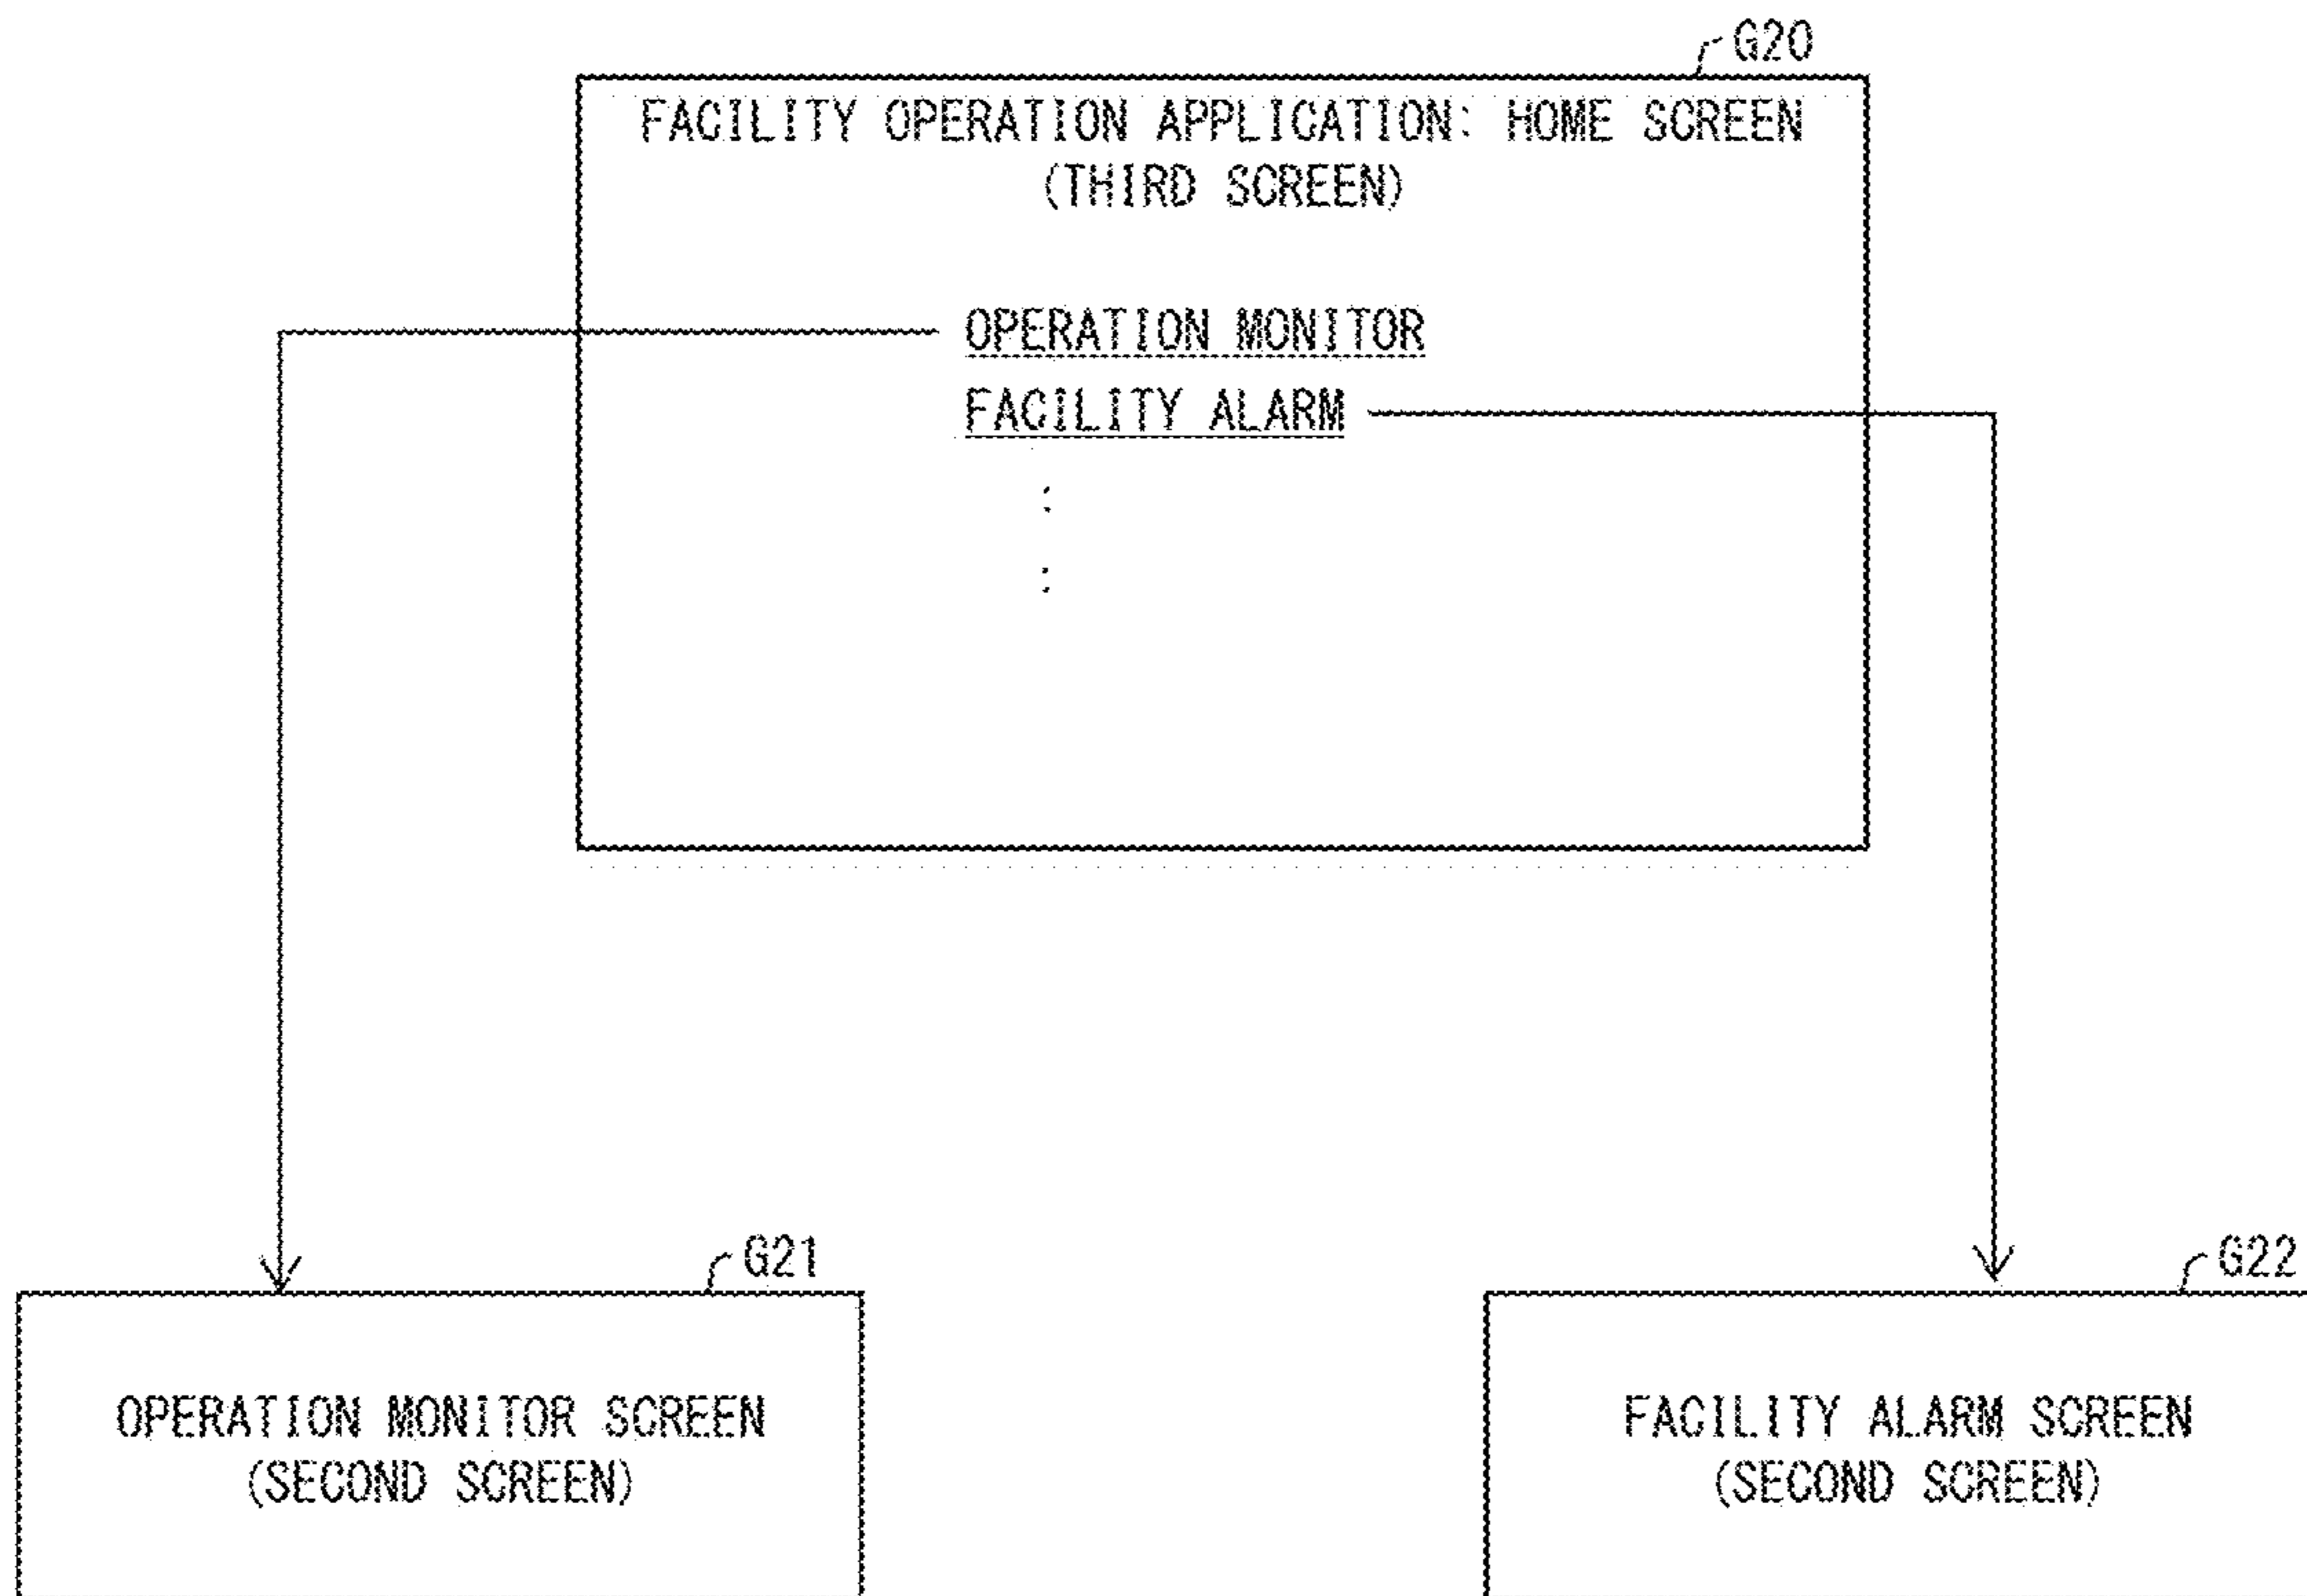 G20
FACILITY OPERATION APPLICATION: HOME SCREEN
(THIRD SCREEN)
OPERATION MONITOR
FACILITY ALARM
:
:
G21
G22
OPERATION MONITOR SCREEN
(SECOND SCREEN)
FACILITY ALARM SCREEN
(SECOND SCREEN)